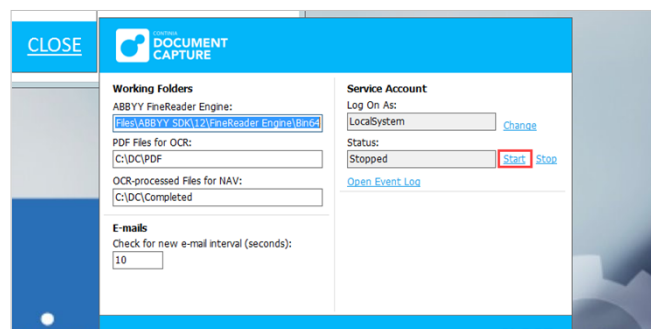 CLOSE
CONTINIA
DOCUMENT
CAPTURE
Working Folders
ABBYY FineReader Engine:
Files\ABBYY SDK\12\FineReader Engine\Bin64
PDF Files for OCR:
C:\DC\PDF
OCR-processed Files for NAV:
C:\DC\Completed
E-mails
Check for new e-mail interval (seconds):
10
Service Account
Log On As:
LocalSystem Change
Status:
Stopped Start Stop
Open Event Log